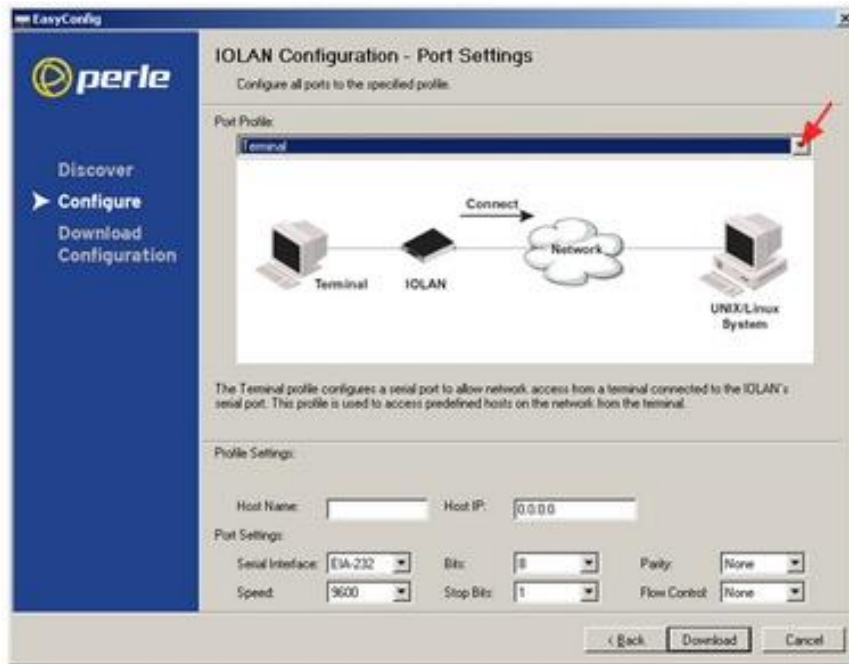 EasyConfig
perle
Discover
Configure
Download
Configuration
IOLAN Configuration - Port Settings
Configure all ports to the specified profile.
Port Profile:
Terminal
Connect
Network
Terminal
IOLAN
UNIX/Linux
System
The Terminal profile configures a serial port to allow network access from a terminal connected to the IOLAN's
serial port. This profile is used to access predefined hosts on the network from the terminal.
Profile Settings:
Host Name:
Host IP: 0.0.0.0
Port Settings:
Serial Interface: EIA-232 Bits: 8 Parity: None
Speed: 9600 Stop Bits: 1 Flow Control: None
< Back Download Cancel